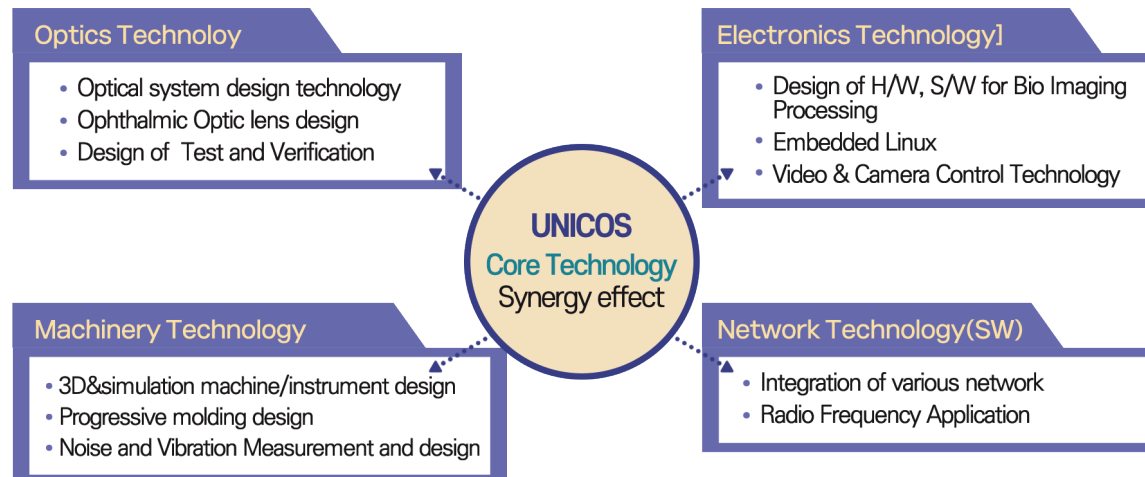 Optics Technoloy
• Optical system design technology
• Ophthalmic Optic lens design
• Design of Test and Verification
Electronics Technology]
• Design of H/W, S/W for Bio Imaging
Processing
• Embedded Linux
• Video & Camera Control Technology
UNICOS
Core Technology
Synergy effect
Machinery Technology
• 3D&simulation machine/instrument design
• Progressive molding design
• Noise and Vibration Measurement and design
Network Technology(SW)
• Integration of various network
• Radio Frequency Application